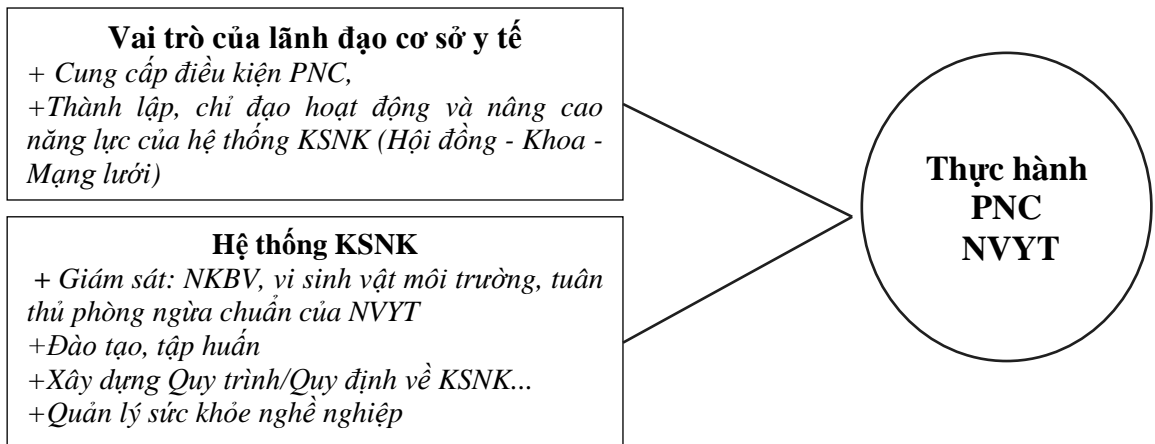 Vai trò của lãnh đạo cơ sở y tế
+ Cung cấp điều kiện PNC,
+Thành lập, chỉ đạo hoạt động và nâng cao
năng lực của hệ thống KSNK (Hội đồng - Khoa -
Mạng lưới)
Hệ thống KSNK
+ Giám sát: NKBV, vi sinh vật môi trường, tuân
thủ phòng ngừa chuẩn của NVYT
+Đào tạo, tập huấn
+Xây dựng Quy trình/Quy định về KSNK...
+Quản lý sức khỏe nghề nghiệp
Thực hành
PNC
NVYT